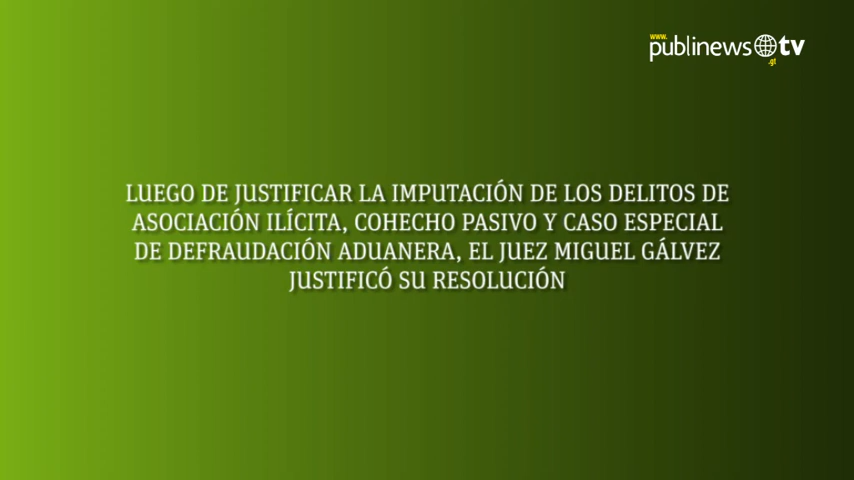 www.
publinews tv
.gt
LUEGO DE JUSTIFICAR LA IMPUTACIÓN DE LOS DELITOS DE
ASOCIACIÓN ILÍCITA, COHECHO PASIVO Y CASO ESPECIAL
DE DEFRAUDACIÓN ADUANERA, EL JUEZ MIGUEL GÁLVEZ
JUSTIFICÓ SU RESOLUCIÓN